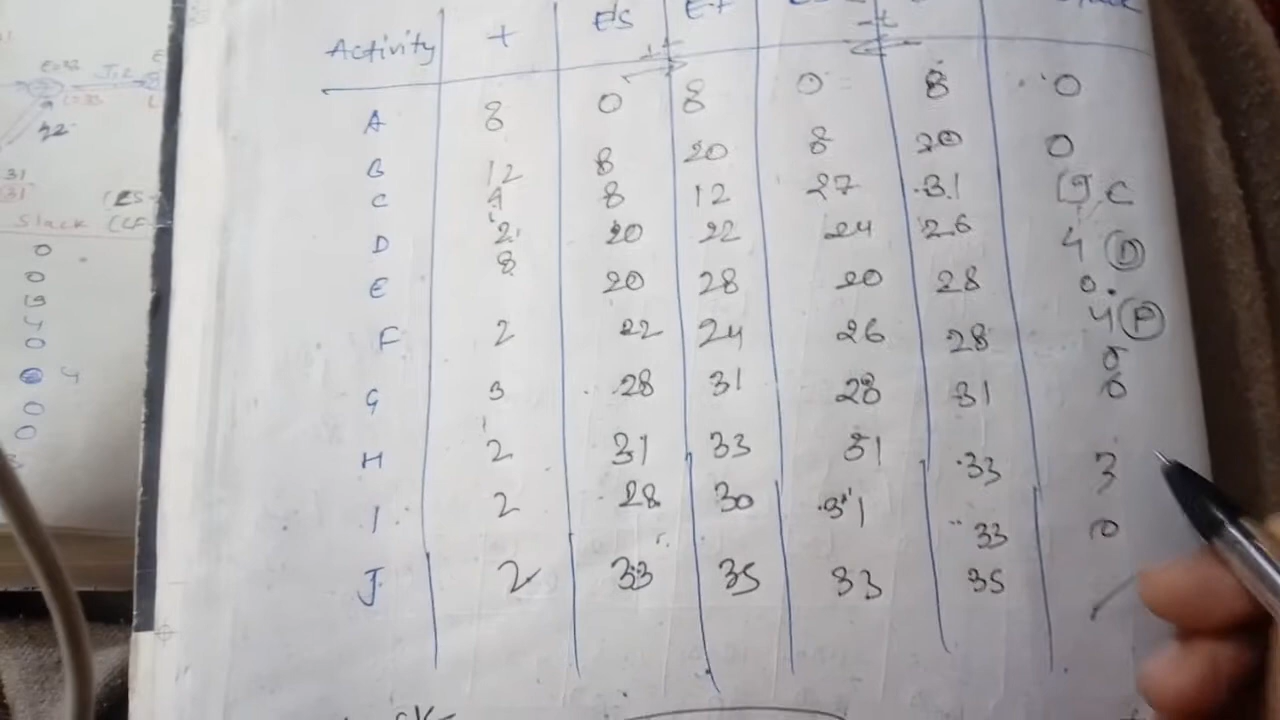 Activity t ES EF
-t
A 8 0 8 0 8 0
B 12 8 20 8 20 0
C 4 8 12 27 31 19 C
D 2 20 22 24 26 4 D
E 8 20 28 20 28 0
F 2 22 24 26 28 4 F
G 3 28 31 28 31 0
H 2 31 33 31 33
I 2 28 30 31 33 3
J 2 33 35 33 35 0
J=2
31
Slack (LF-
0
0
19
4
0
4
0
0